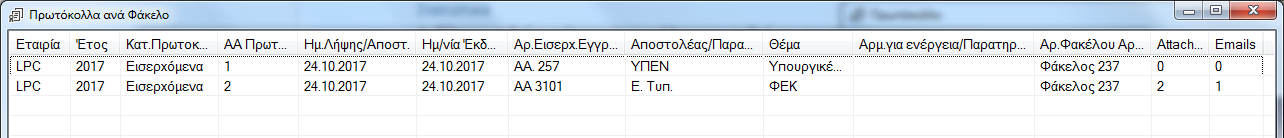 Πρωτόκολλα ανά Φάκελο
Εταιρία Έτος Κατ.Πρωτοκ... ΑΑ Πρωτ... Ημ.Λήψης/Αποστ. Ημ/νία Έκδ... Αρ.Εισερχ.Εγγρ... Αποστολέας/Παρα... Θέμα Αρμ.για ενέργεια/Παρατηρ... Αρ.Φακέλου Αρ... Attach... Emails
LPC 2017 Εισερχόμενα 1 24.10.2017 24.10.2017 ΑΑ. 257 ΥΠΕΝ Υπουργικέ... Φάκελος 237 0 0
LPC 2017 Εισερχόμενα 2 24.10.2017 24.10.2017 ΑΑ 3101 Ε. Τυπ. ΦΕΚ Φάκελος 237 2 1